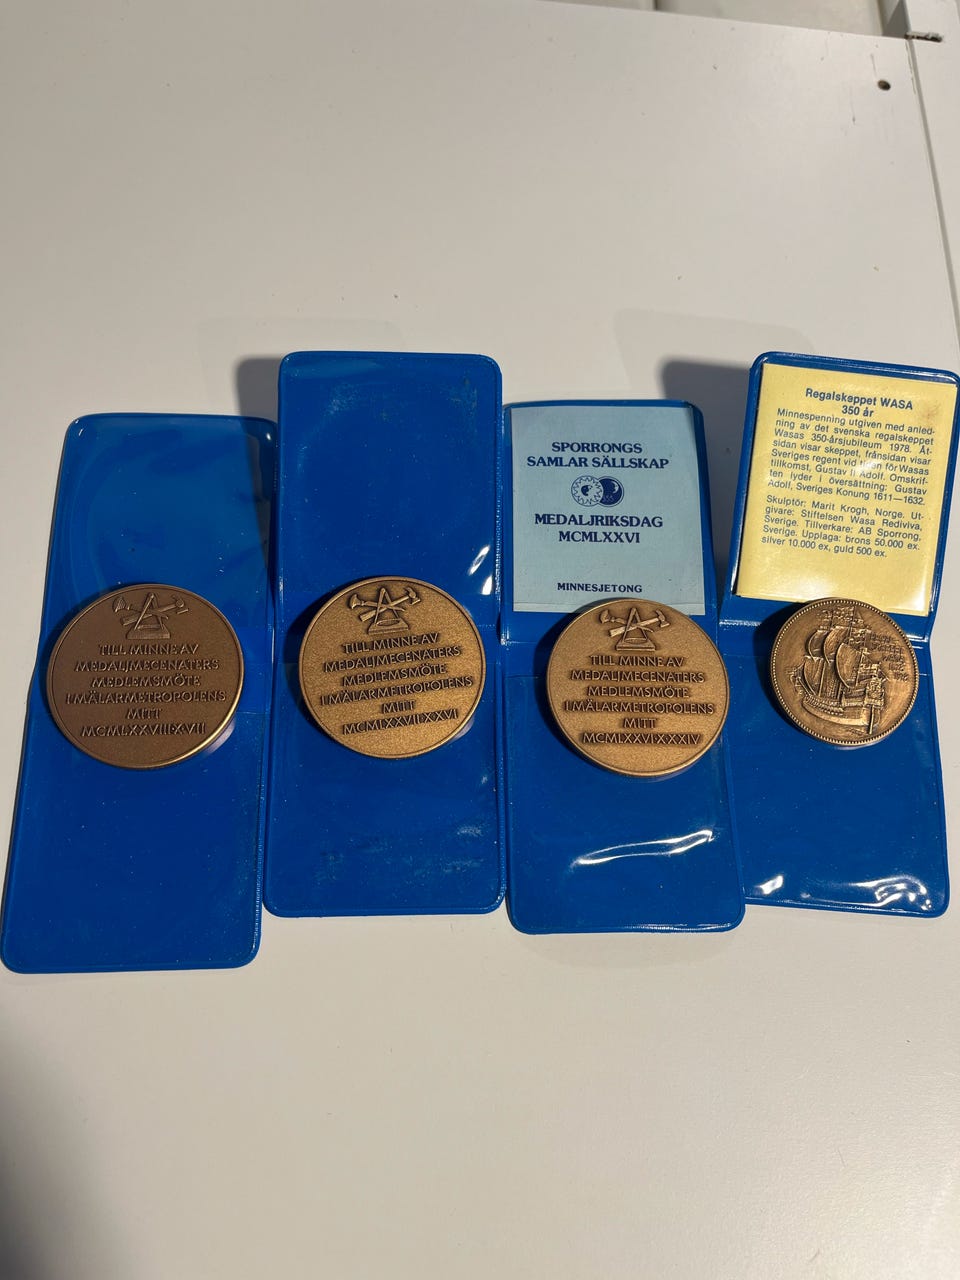 TILL MINNE AV
MEDALJMECENATERS
MEDLEMSMÖTE
I MÄLARMETROPOLENS
MITT
MCMLXXVIII XVII
TILL MINNE AV
MEDALJMECENATERS
MEDLEMSMÖTE
I MÄLARMETROPOLENS
MITT
MCMLXXVII XXVI
SPORRONGS
SAMLAR SÄLLSKAP
MEDALJRIKSDAG
MCMLXXVI
MINNESJETONG
TILL MINNE AV
MEDALJMECENATERS
MEDLEMSMÖTE
I MÄLARMETROPOLENS
MITT
MCMLXXVI XXXIV
Regalskeppet WASA
350 år
Minnespenning utgiven med anled-
ning av det svenska regalskeppet
Wasas 350-årsjubileum 1978. Åt-
sidan visar skeppet, frånsidan visar
Sveriges regent vid tiden för Wasas
tillkomst, Gustav II Adolf. Omskrif-
ten lyder i översättning: Gustav
Adolf, Sveriges Konung 1611—1632.
Skulptör: Marit Krogh, Norge. Ut-
givare: Stiftelsen Wasa Rediviva,
Sverige. Tillverkare: AB Sporrong,
Sverige. Upplaga: brons 50.000 ex.
silver 10.000 ex, guld 500 ex.